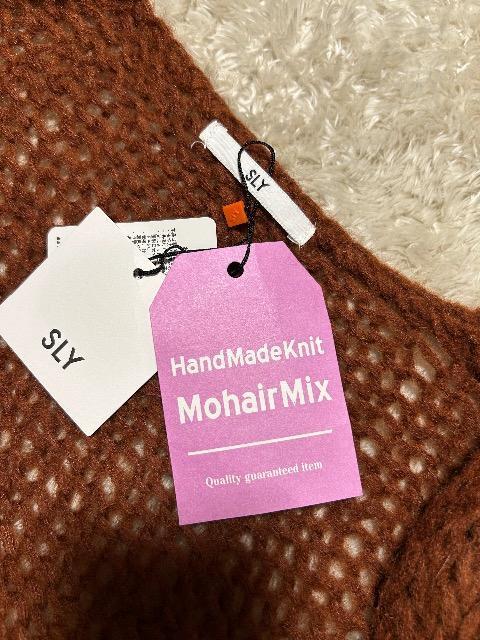 SLY
SLY
HandMadeKnit
MohairMix
Quality guaranteed item